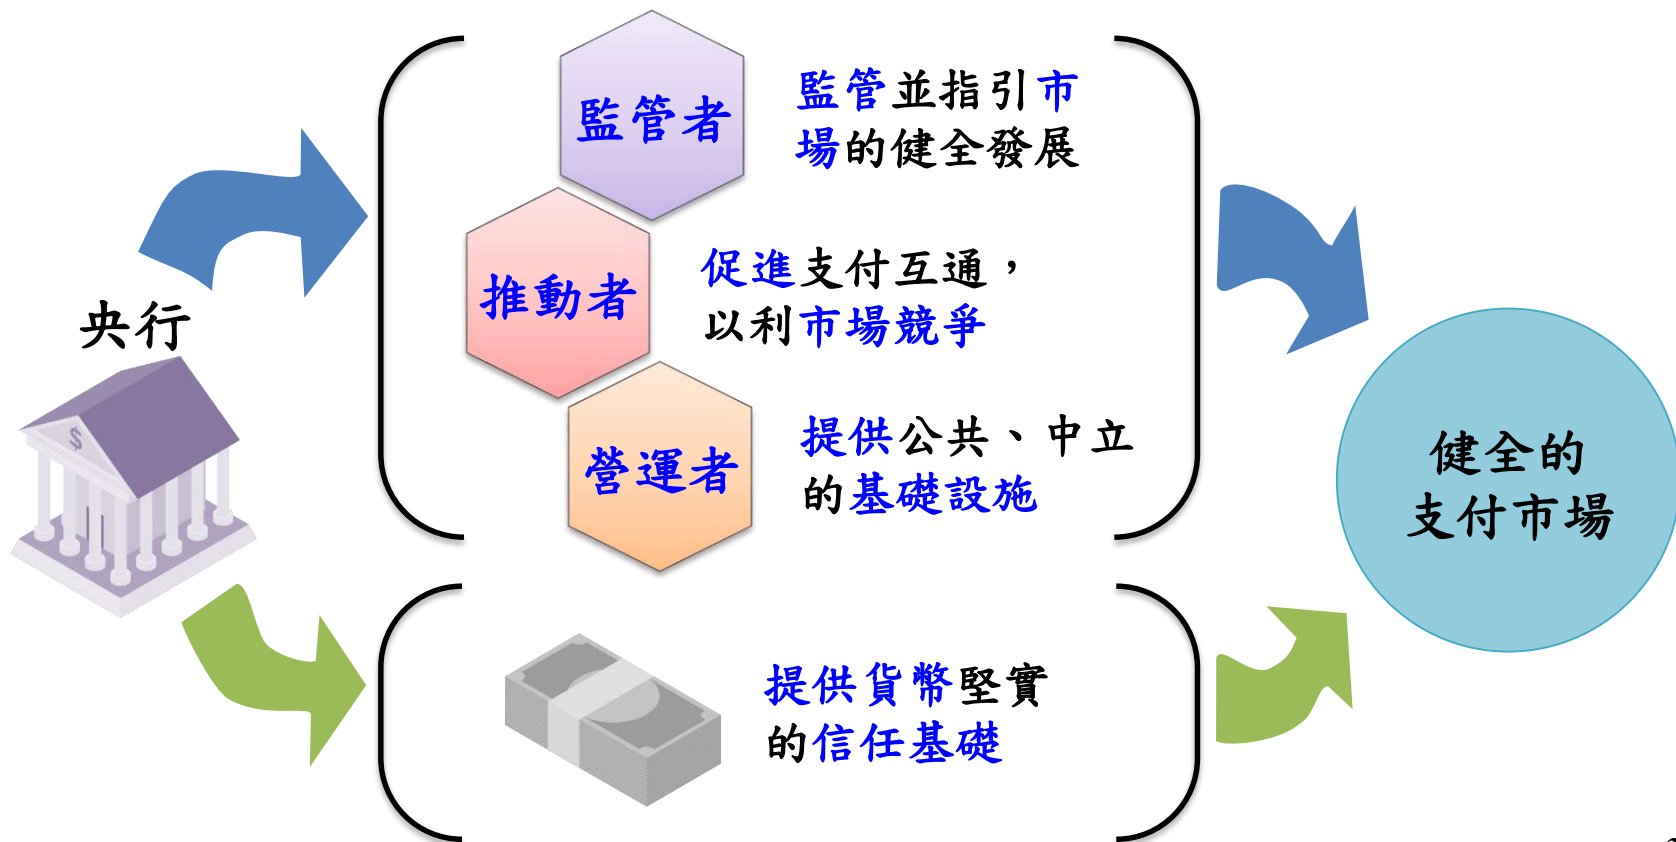 央行
$
監管者
監管並指引市
場的健全發展
推動者
促進支付互通，
以利市場競爭
營運者
提供公共、中立
的基礎設施
提供貨幣堅實
的信任基礎
健全的
支付市場